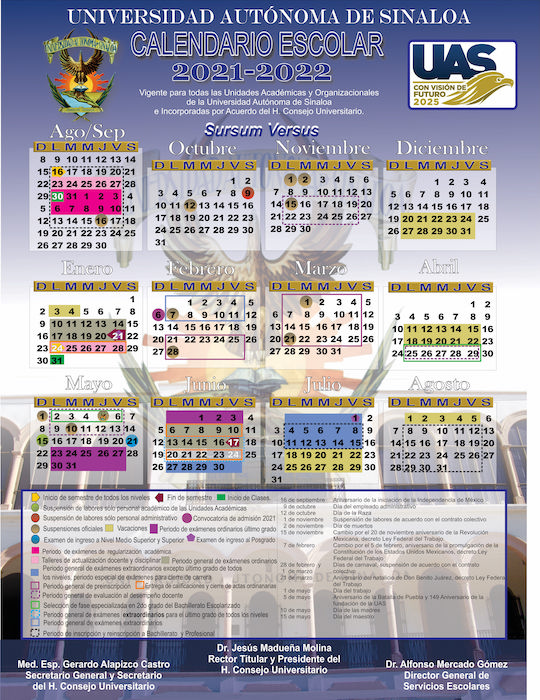 UNIVERSIDAD AUTÓNOMA DE SINALOA
CALENDARIO ESCOLAR
2021-2022
Vigente para todas las Unidades Académicas y Organizacionales
de la Universidad Autónoma de Sinaloa
e Incorporadas por Acuerdo del H. Consejo Universitario.
UAS
CON VISIÓN DE
FUTURO
2025
Sursum Versus
Ago/Sep
D L M M J V S
8 9 10 11 12 13 14
15 16 17 18 19 20 21
22 23 24 25 26 27 28
29 30 31 1 2 3 4
5 6 7 8 9 10 11
12 13 14 15 16 17 18
19 20 21 22 23 24 25
26 27 28 29 30
Octubre
D L M M J V S
1 2
3 4 5 6 7 8 9
10 11 12 13 14 15 16
17 18 19 20 21 22 23
24 25 26 27 28 29 30
31
Noviembre
D L M M J V S
1 2 3 4 5 6
7 8 9 10 11 12 13
14 15 16 17 18 19 20
21 22 23 24 25 26 27
28 29 30
Diciembre
D L M M J V S
1 2 3 4
5 6 7 8 9 10 11
12 13 14 15 16 17 18
19 20 21 22 23 24 25
26 27 28 29 30 31
Enero
D L M M J V S
1
2 3 4 5 6 7 8
9 10 11 12 13 14 15
16 17 18 19 20 21 22
23 24 25 26 27 28 29
30 31
Febrero
D L M M J V S
1 2 3 4 5
6 7 8 9 10 11 12
13 14 15 16 17 18 19
20 21 22 23 24 25 26
27 28
Marzo
D L M M J V S
1 2 3 4 5
6 7 8 9 10 11 12
13 14 15 16 17 18 19
20 21 22 23 24 25 26
27 28 29 30 31
Abril
D L M M J V S
1 2
3 4 5 6 7 8 9
10 11 12 13 14 15 16
17 18 19 20 21 22 23
24 25 26 27 28 29 30
Mayo
D L M M J V S
1 2 3 4 5 6 7
8 9 10 11 12 13 14
15 16 17 18 19 20 21
22 23 24 25 26 27 28
29 30 31
Junio
D L M M J V S
1 2 3 4
5 6 7 8 9 10 11
12 13 14 15 16 17 18
19 20 21 22 23 24 25
26 27 28 29 30
Julio
D L M M J V S
1 2
3 4 5 6 7 8 9
10 11 12 13 14 15 16
17 18 19 20 21 22 23
24 25 26 27 28 29 30
31
Agosto
D L M M J V S
1 2 3 4 5 6
7 8 9 10 11 12 13
14 15 16 17 18 19 20
21 22 23 24 25 26 27
28 29 30 31
Inicio de semestre de todos los niveles Fin de semestre Inicio de Clases.
Suspensión de labores sólo personal académico de las Unidades Académicas
Suspensión de labores sólo personal administrativo Convocatoria de admisión 2021
Suspensiones oficiales Vacaciones Periodo de exámenes ordinarios último grado
Examen de ingreso a Nivel Medio Superior y Superior Examen de ingreso al Posgrado
Periodo de exámenes de regularización académica
Talleres de actualización docente y disciplinar Periodo general de exámenes ordinarios
Periodo general de exámenes extraordinarios excepto último grado de todos
los niveles, periodo especial de exámenes para cierre de carrera
Periodo general de preinscripción Entrega de calificaciones y cierre de actas ordinarias
Periodo general de evaluación al desempeño docente
Selección de fase especializada en 2do grado del Bachillerato Escolarizado
Periodo general de exámenes extraordinarios para el último grado de todos lo niveles
Periodo general de exámenes extraordinarios
Periodo de inscripción y reinscripción a Bachillerato y Profesional
16 de septiembre Aniversario de la iniciación de la Independencia de México
9 de octubre Día del empleado administrativo
12 de octubre Día de la Raza
1 de noviembre Suspensión de labores de acuerdo con el contrato colectivo
2 de noviembre Día de muertos
15 de noviembre Cambio por el 20 de noviembre aniversario de la Revolución
Mexicana, decreto Ley Federal del Trabajo.
7 de febrero Cambio por el 5 de febrero, aniversario de la promulgación de la
Constitución de los Estados Unidos Mexicanos, decreto Ley
Federal del Trabajo.
28 de febrero Días de carnaval, suspensión de acuerdo con el contrato
1 de marzo colectivo
21 de marzo Aniversario del natalicio de Don Benito Juárez, decreto Ley Federal
del Trabajo
1 de mayo Día del trabajo
5 de mayo Aniversario de la Batalla de Puebla y 149 Aniversario de la
fundación de la UAS
10 de mayo Día de las madres
15 de mayo Día del maestro
Med. Esp. Gerardo Alapizco Castro
Secretario General y Secretario
del H. Consejo Universitario
Dr. Jesús Madueña Molina
Rector Titular y Presidente del
H. Consejo Universitario
Dr. Alfonso Mercado Gómez
Director General de
Servicios Escolares